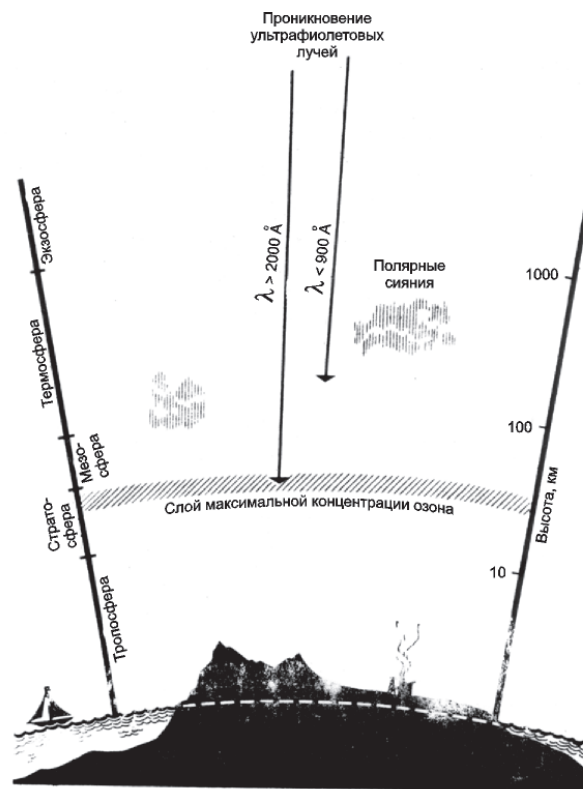 Проникновение
ультрафиолетовых
лучей
Экзосфера
Термосфера
Мезо-
сфера
Страто-
сфера
Тропосфера
λ > 2000 Å
λ < 900 Å
Полярные
сияния
Слой максимальной концентрации озона
1000
100
10
Высота, км